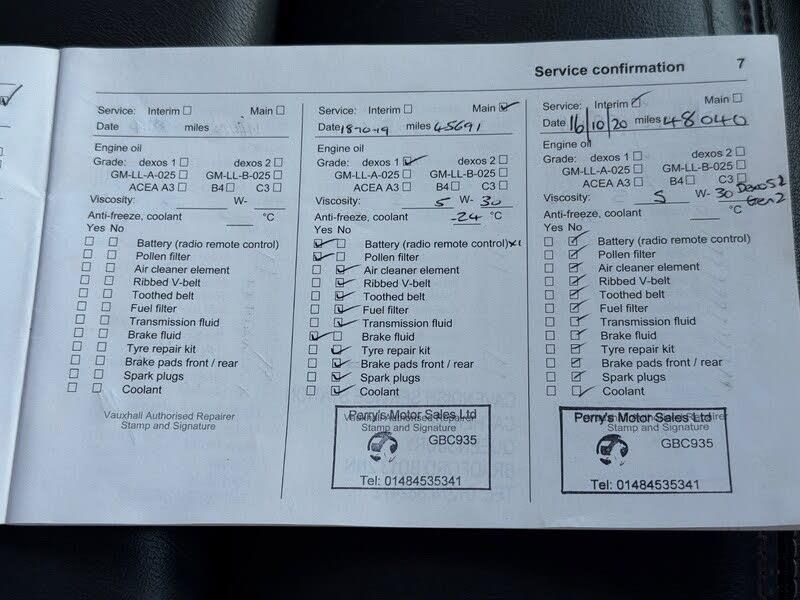 Service confirmation 7
Service: Interim Main
Date miles
Engine oil
Grade: dexos 1 dexos 2
GM-LL-A-025 GM-LL-B-025
ACEA A3 B4 C3
Viscosity: W-
Anti-freeze, coolant °C
Yes No
Battery (radio remote control)
Pollen filter
Air cleaner element
Ribbed V-belt
Toothed belt
Fuel filter
Transmission fluid
Brake fluid
Tyre repair kit
Brake pads front / rear
Spark plugs
Coolant
Vauxhall Authorised Repairer
Stamp and Signature
Service: Interim Main
Date 18-10-19 miles 45691
Engine oil
Grade: dexos 1 dexos 2
GM-LL-A-025 GM-LL-B-025
ACEA A3 B4 C3
Viscosity: 5 W- 30
Anti-freeze, coolant -24 °C
Yes No
Battery (radio remote control) x1
Pollen filter
Air cleaner element
Ribbed V-belt
Toothed belt
Fuel filter
Transmission fluid
Brake fluid
Tyre repair kit
Brake pads front / rear
Spark plugs
Coolant
Perry's Motor Sales Ltd
Vauxhall Authorised Repairer
Stamp and Signature
GBC935
Tel: 01484535341
Service: Interim Main
Date 16/10/20 miles 48040
Engine oil
Grade: dexos 1 dexos 2
GM-LL-A-025 GM-LL-B-025
ACEA A3 B4 C3
Viscosity: 5 W- 30 Dexos 2
Gen 2
Anti-freeze, coolant °C
Yes No
Battery (radio remote control)
Pollen filter
Air cleaner element
Ribbed V-belt
Toothed belt
Fuel filter
Transmission fluid
Brake fluid
Tyre repair kit
Brake pads front / rear
Spark plugs
Coolant
Perry's Motor Sales Ltd
Vauxhall Authorised Repairer
Stamp and Signature
GBC935
Tel: 01484535341